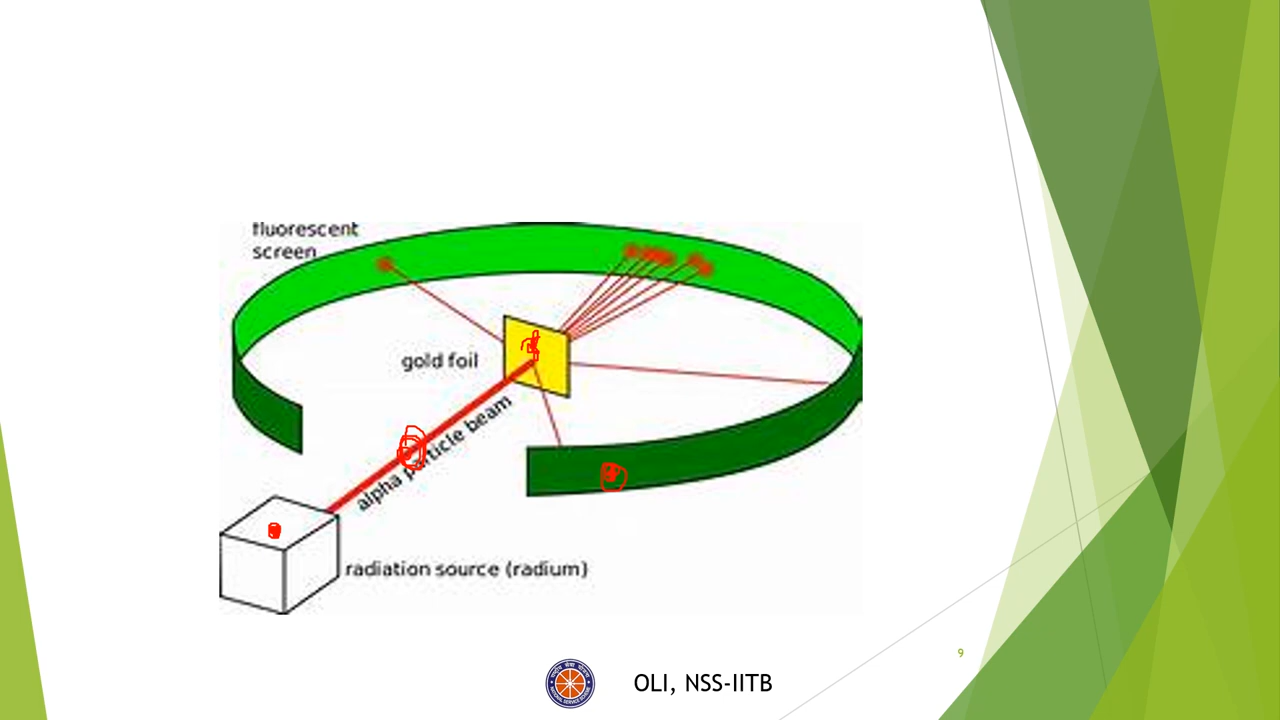 fluorescent
screen
gold foil
alpha particle beam
radiation source (radium)
9
OLI, NSS-IITB